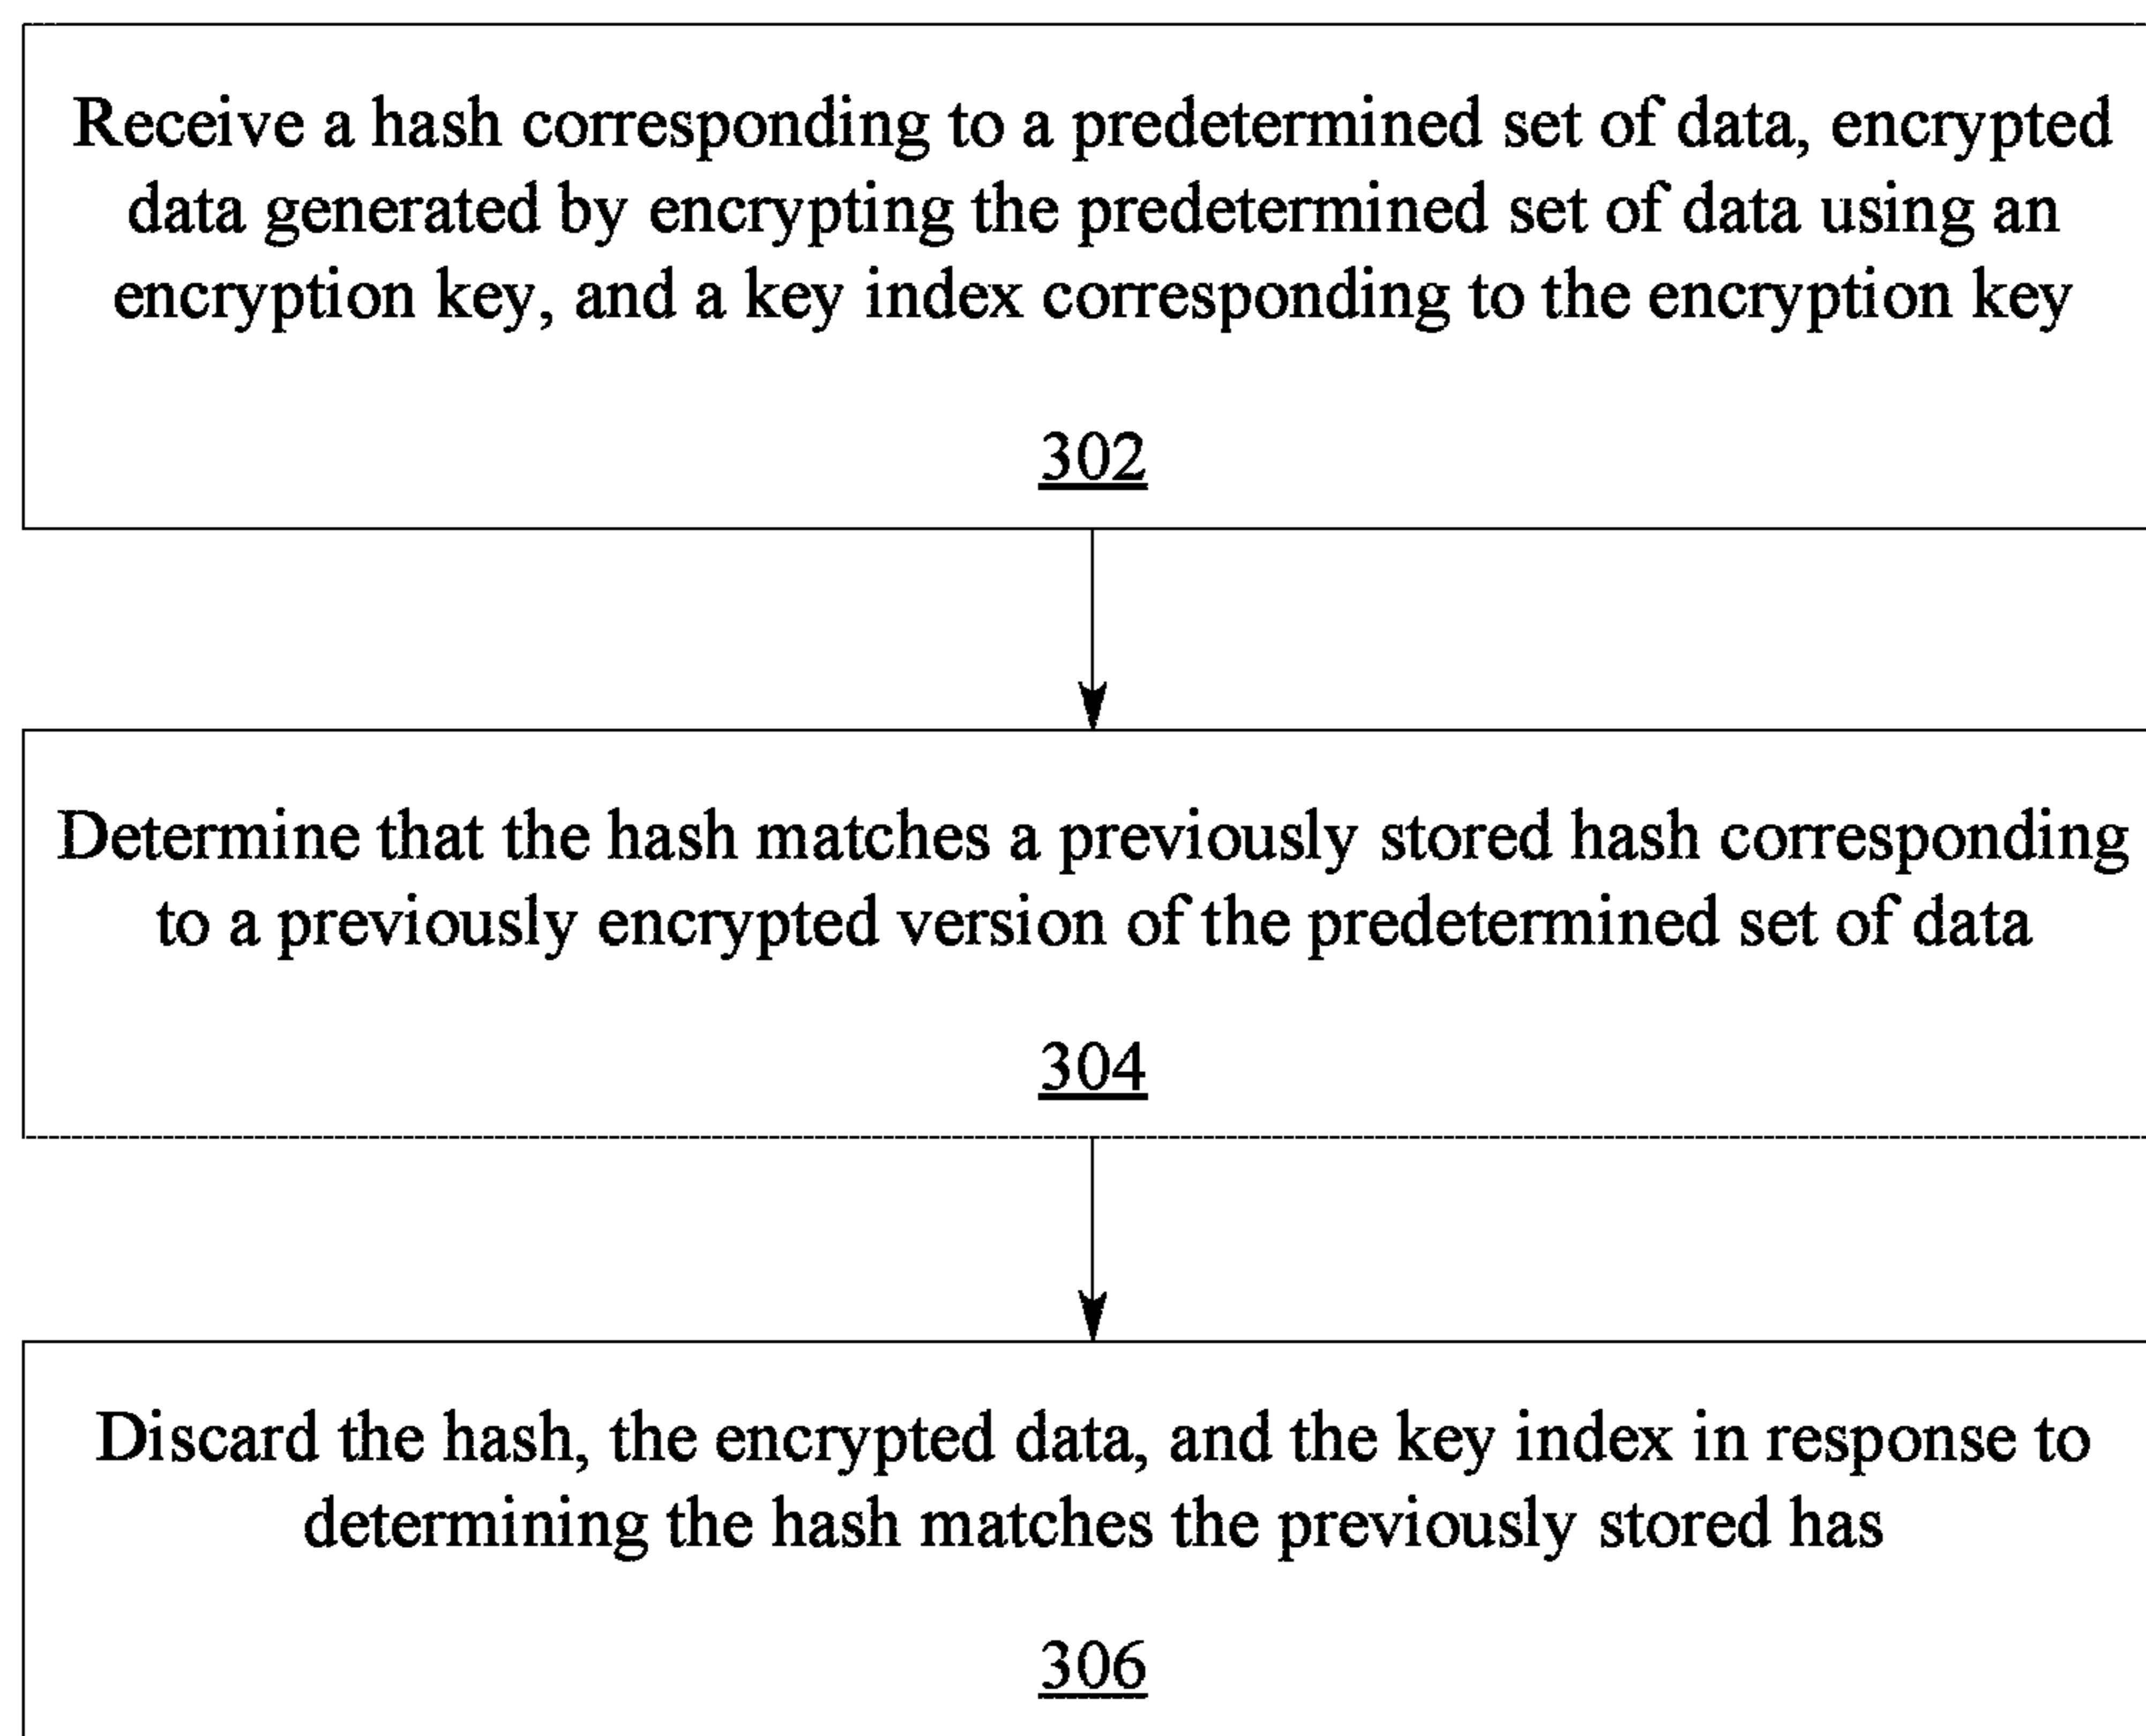 Receive a hash corresponding to a predetermined set of data, encrypted
data generated by encrypting the predetermined set of data using an
encryption key, and a key index corresponding to the encryption key
302
Determine that the hash matches a previously stored hash corresponding
to a previously encrypted version of the predetermined set of data
304
Discard the hash, the encrypted data, and the key index in response to
determining the hash matches the previously stored has
306